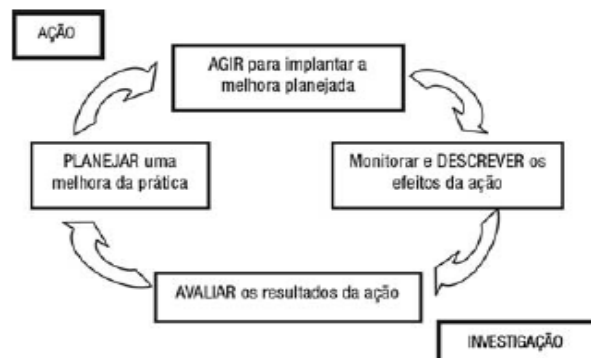 AÇÃO
AGIR para implantar a
melhora planejada
PLANEJAR uma
melhora da prática
Monitorar e DESCREVER os
efeitos da ação
AVALIAR os resultados da ação
INVESTIGAÇÃO